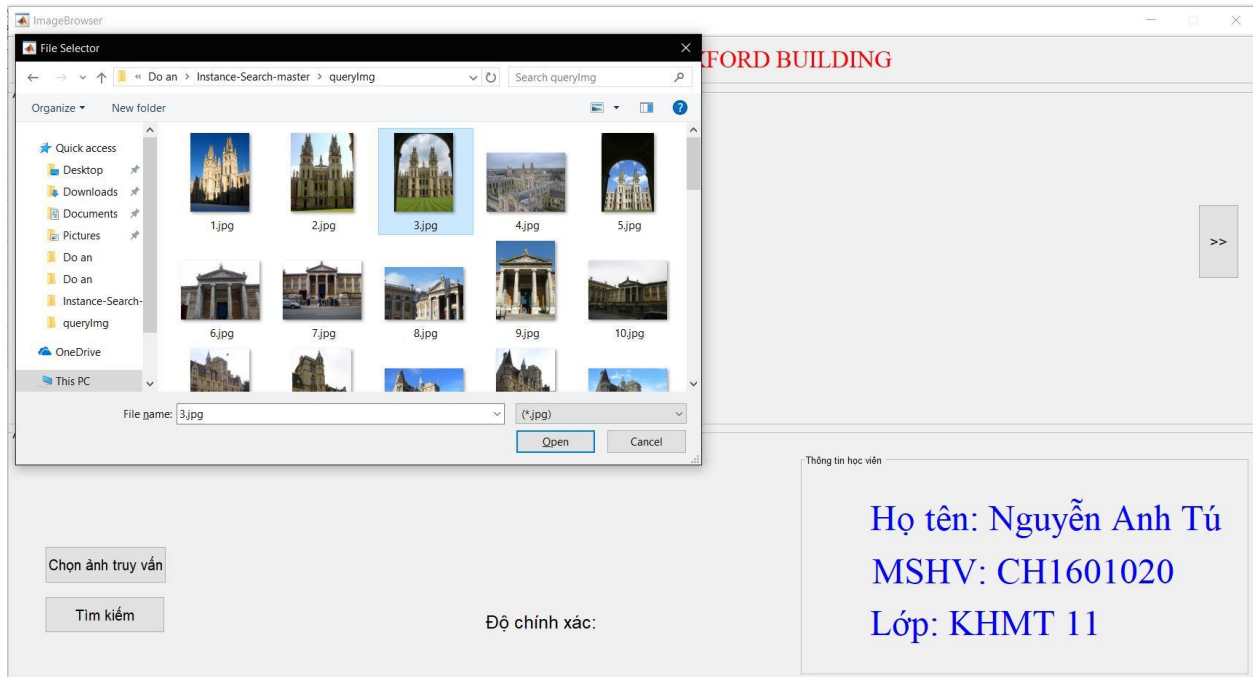 ImageBrowser
File Selector
FORD BUILDING
« Do an > Instance-Search-master > queryImg
Search queryImg
Organize
New folder
Quick access
Desktop
Downloads
Documents
Pictures
Do an
Do an
Instance-Search-
queryImg
OneDrive
This PC
1.jpg 2.jpg 3.jpg 4.jpg 5.jpg
6.jpg 7.jpg 8.jpg 9.jpg 10.jpg
>>
File name: 3.jpg (*.jpg)
Open Cancel
Thông tin học viên
Họ tên: Nguyễn Anh Tú
MSHV: CH1601020
Lớp: KHMT 11
Chọn ảnh truy vấn
Tìm kiếm
Độ chính xác: